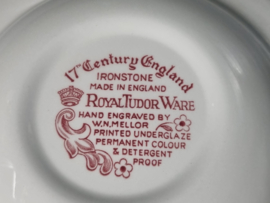 17TH Century England
IRONSTONE
MADE IN ENGLAND
ROYAL TUDOR WARE
HAND ENGRAVED BY
W.N. MELLOR
PRINTED UNDERGLAZE
PERMANENT COLOUR
& DETERGENT
PROOF